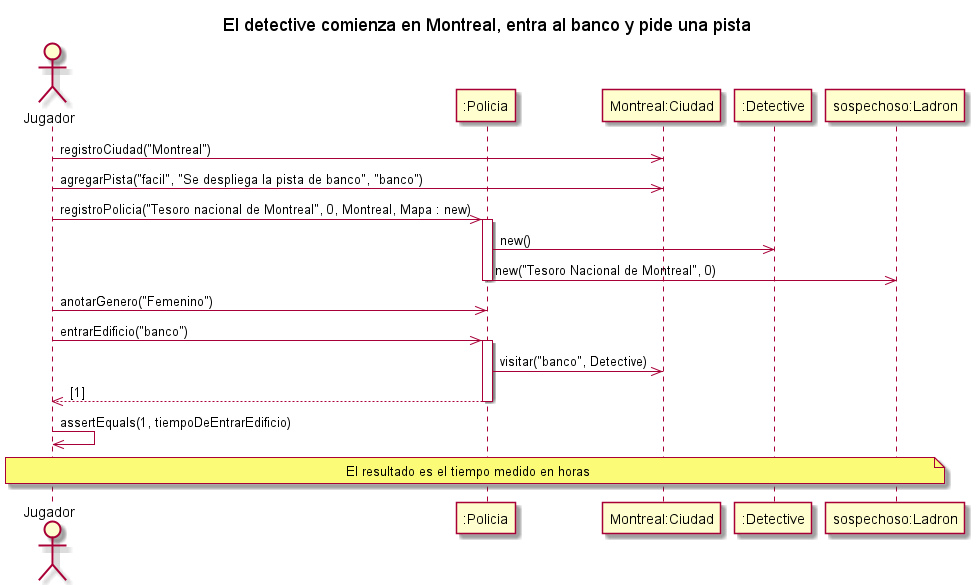 El detective comienza en Montreal, entra al banco y pide una pista
Jugador
:Policia
Montreal:Ciudad
:Detective
sospechoso:Ladron
registroCiudad("Montreal")
agregarPista("facil", "Se despliega la pista de banco", "banco")
registroPolicia("Tesoro nacional de Montreal", 0, Montreal, Mapa : new)
new()
new("Tesoro Nacional de Montreal", 0)
anotarGenero("Femenino")
entrarEdificio("banco")
visitar("banco", Detective)
[1]
assertEquals(1, tiempoDeEntrarEdificio)
El resultado es el tiempo medido en horas
Jugador
:Policia
Montreal:Ciudad
:Detective
sospechoso:Ladron